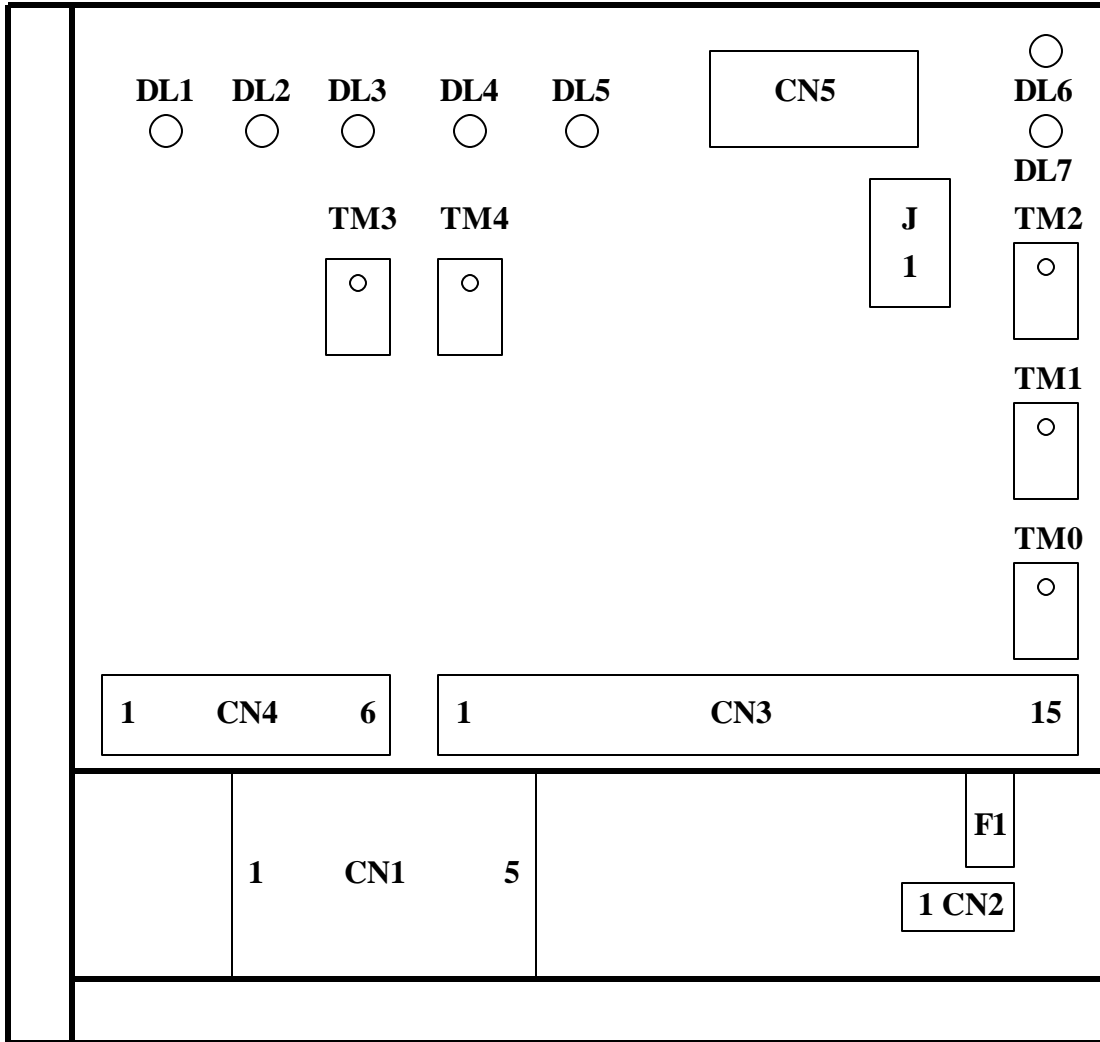 DL1 DL2 DL3 DL4 DL5 CN5 DL6
DL7
TM3 TM4 J TM2
1
TM1
TM0
1 CN4 6 1 CN3 15
F1
1 CN1 5
1 CN2